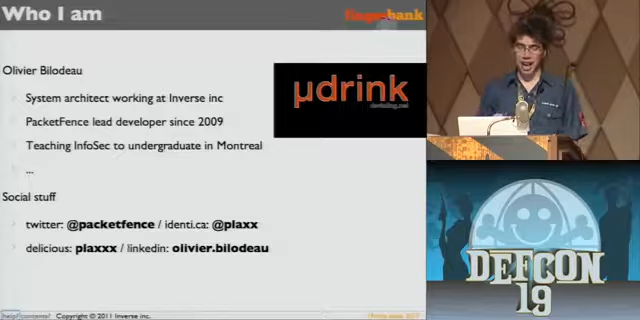 Who I am
fingerbank
Olivier Bilodeau
System architect working at Inverse inc
PacketFence lead developer since 2009
Teaching InfoSec to undergraduate in Montreal
...
µdrink
Social stuff
twitter: @packetfence / identi.ca: @plaxx
delicious: plaxxx / linkedin: olivier.bilodeau
Copyright © 2011 Inverse inc.
DEFCON
19